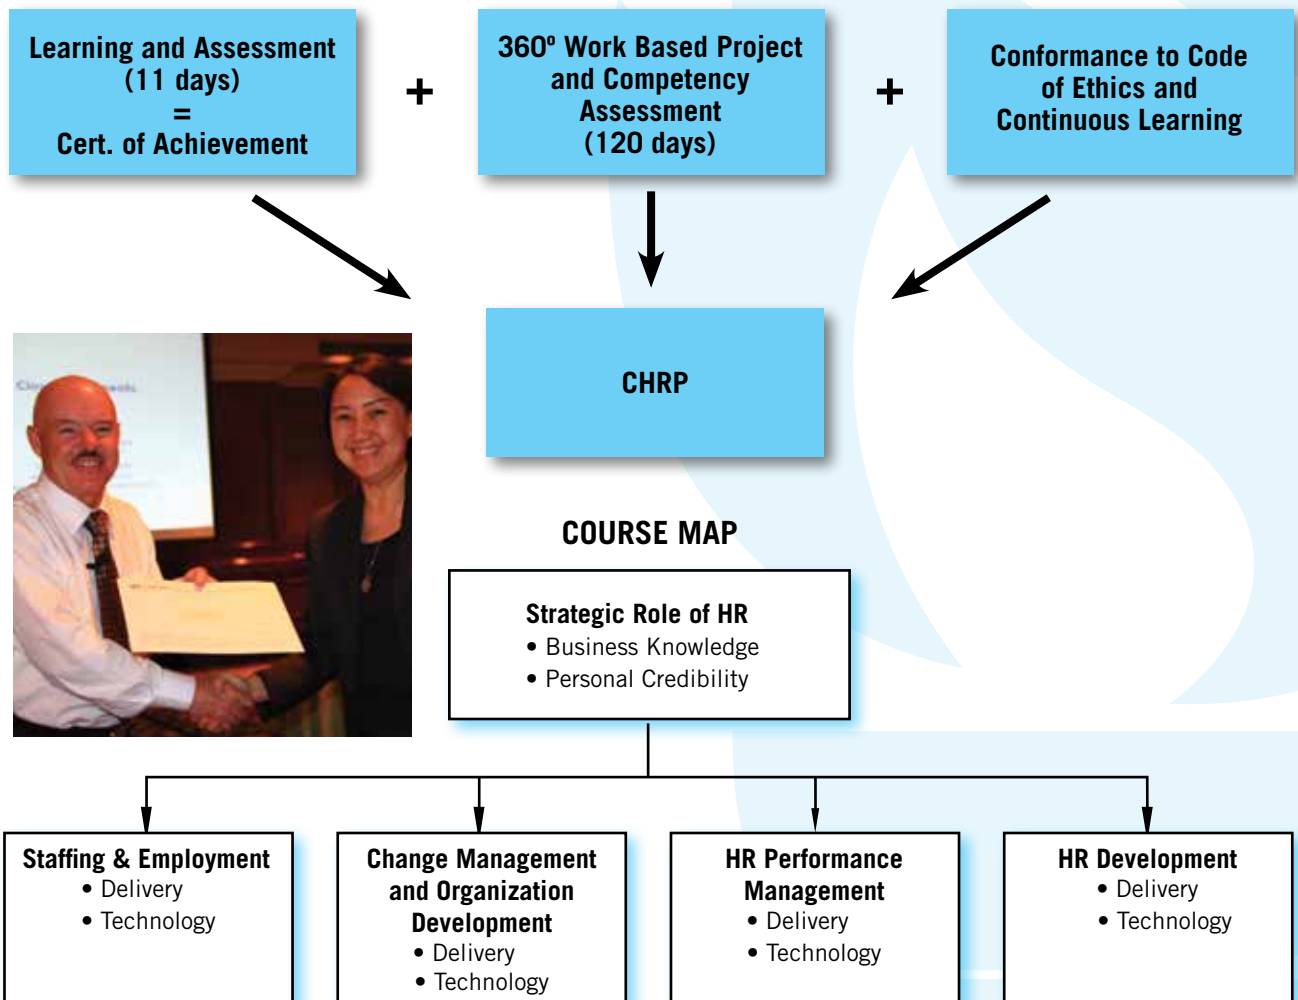 Learning and Assessment
(11 days)
=
Cert. of Achievement
+
360º Work Based Project
and Competency
Assessment
(120 days)
+
Conformance to Code
of Ethics and
Continuous Learning
CHRP
COURSE MAP
Strategic Role of HR
• Business Knowledge
• Personal Credibility
Staffing & Employment
• Delivery
• Technology
Change Management
and Organization
Development
• Delivery
• Technology
HR Performance
Management
• Delivery
• Technology
HR Development
• Delivery
• Technology